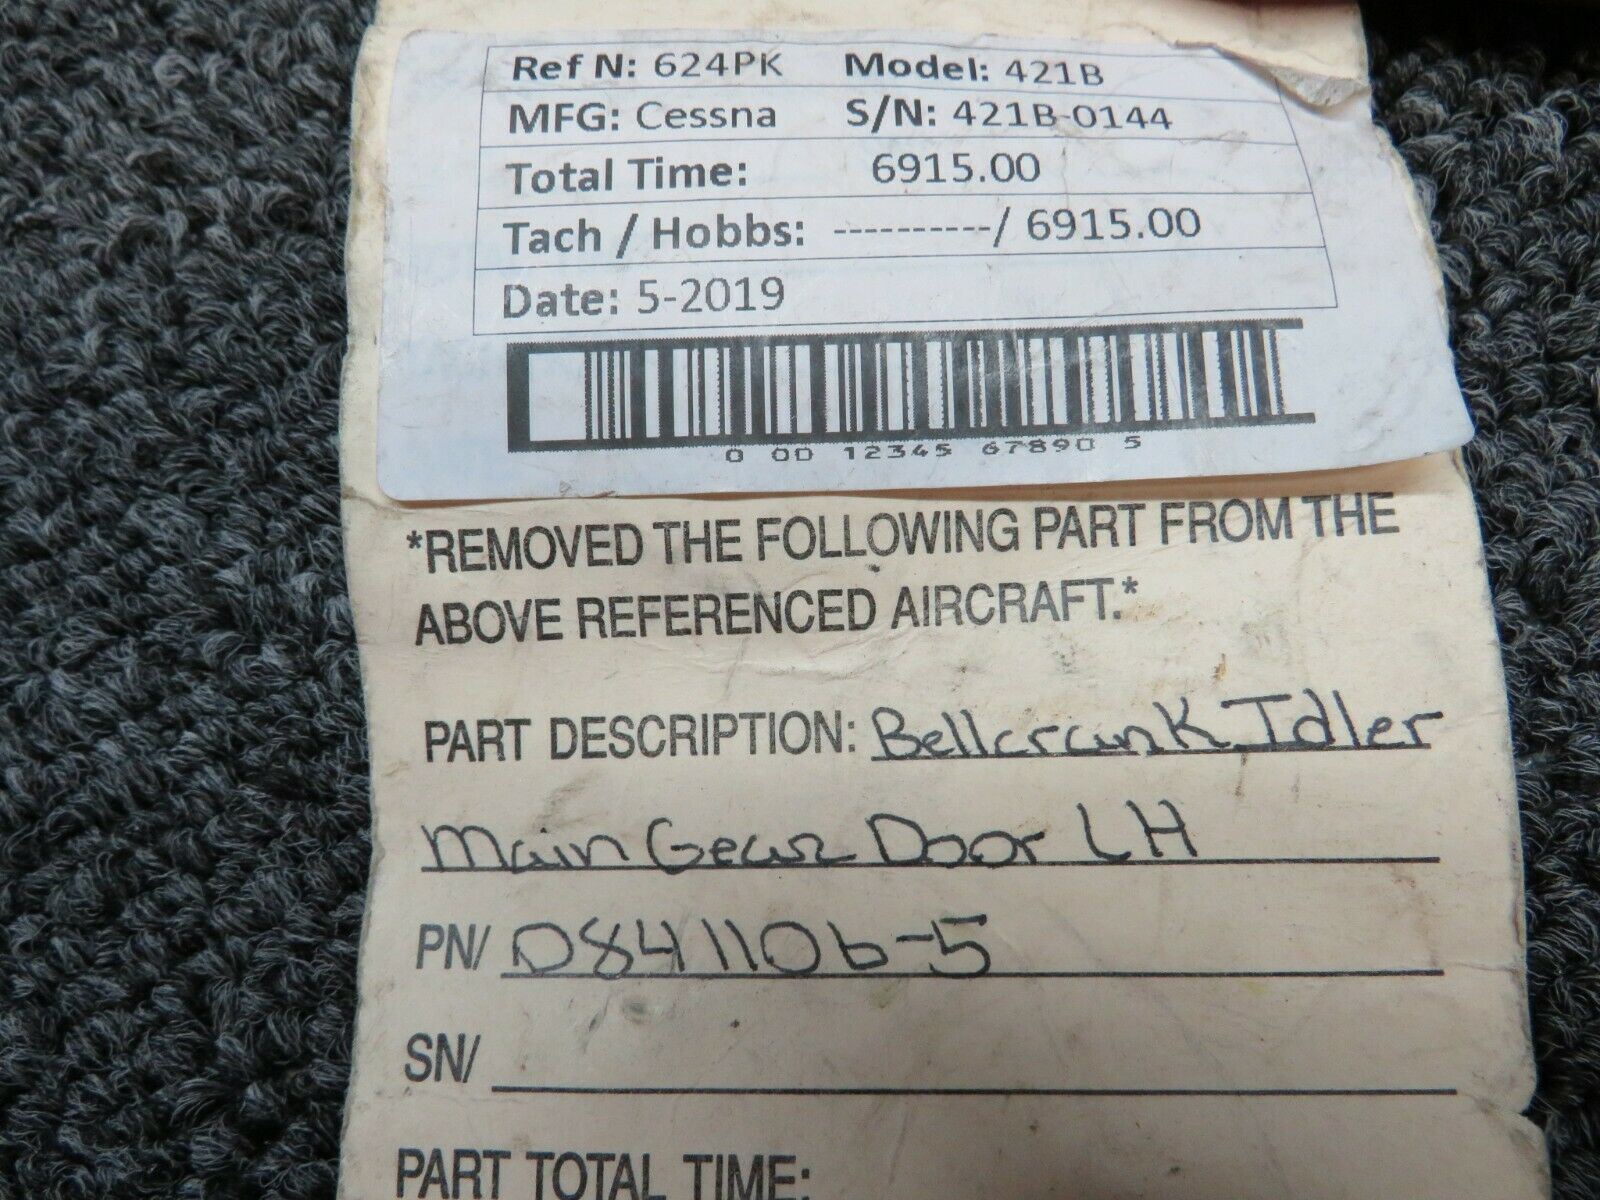 Ref N: 624PK Model: 421B
MFG: Cessna S/N: 421B-0144
Total Time: 6915.00
Tach / Hobbs: ----------/ 6915.00
Date: 5-2019
0 00 12345 67890 5
*REMOVED THE FOLLOWING PART FROM THE
ABOVE REFERENCED AIRCRAFT.*
PART DESCRIPTION: Bellcrank Idler
Main Gear Door LH
PN/ 0841106-5
SN/
PART TOTAL TIME: